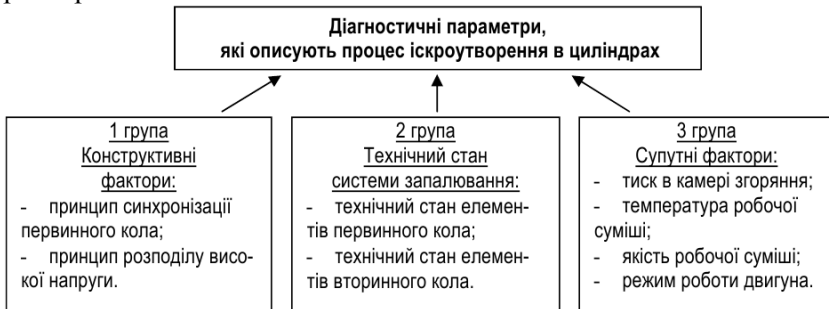 Діагностичні параметри,
які описують процес іскроутворення в циліндрах
1 група
Конструктивні
фактори:
- принцип синхронізації
первинного кола;
- принцип розподілу висо-
кої напруги.
2 група
Технічний стан
системи запалювання:
- технічний стан елемен-
тів первинного кола;
- технічний стан елемен-
тів вторинного кола.
3 група
Супутні фактори:
- тиск в камері згоряння;
- температура робочої
суміші;
- якість робочої суміші;
- режим роботи двигуна.